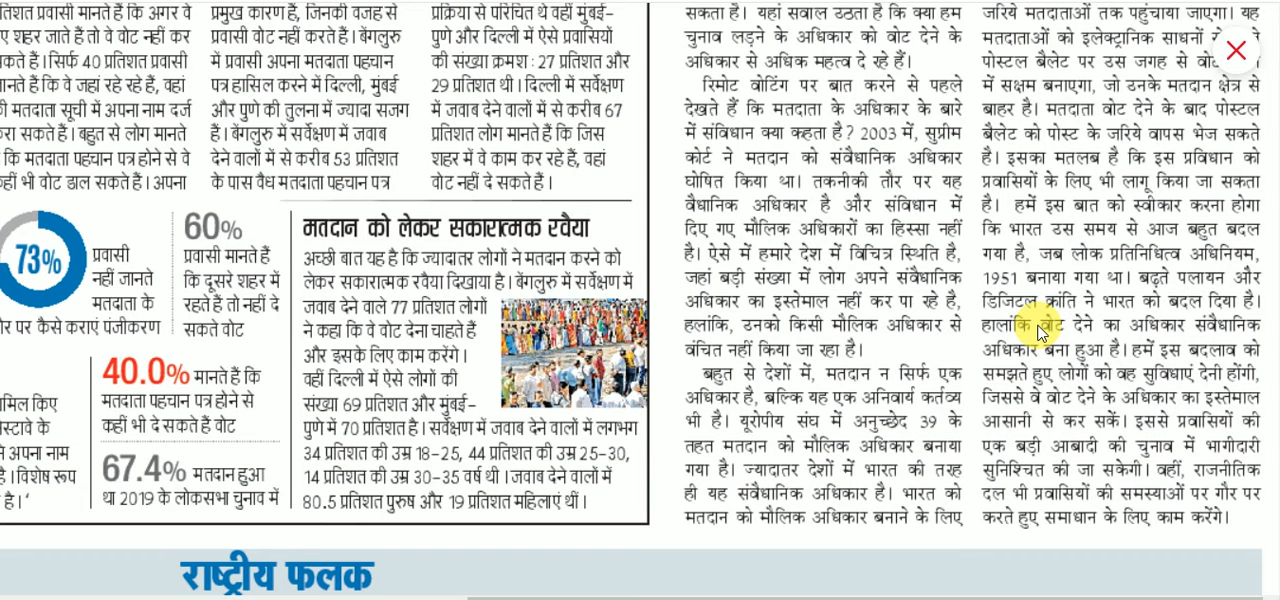 प्रतिशत प्रवासी मानते हैं कि अगर वे
शहर जाते हैं तो वे वोट नहीं कर
सकते हैं। सिर्फ 40 प्रतिशत प्रवासी
मानते हैं कि वे जहां रह रहे हैं, वहां
की मतदाता सूची में अपना नाम दर्ज
करा सकते हैं। बहुत से लोग मानते
कि मतदाता पहचान पत्र होने से वे
कहीं भी वोट डाल सकते हैं। अपना
प्रमुख कारण हैं, जिनकी वजह से
प्रवासी वोट नहीं करते हैं। बेंगलुरु
में प्रवासी अपना मतदाता पहचान
पत्र हासिल करने में दिल्ली, मुंबई
और पुणे की तुलना में ज्यादा सजग
हैं। बेंगलुरु में सर्वेक्षण में जवाब
देने वालों में से करीब 53 प्रतिशत
के पास वैध मतदाता पहचान पत्र
प्रक्रिया से परिचित थे वहीं मुंबई-
पुणे और दिल्ली में ऐसे प्रवासियों
की संख्या क्रमश: 27 प्रतिशत और
29 प्रतिशत थी। दिल्ली में सर्वेक्षण
में जवाब देने वालों में से करीब 67
प्रतिशत लोग मानते हैं कि जिस
शहर में वे काम कर रहे हैं, वहां
वोट नहीं दे सकते हैं।
73%
प्रवासी
नहीं जानते
मतदाता के
तौर पर कैसे कराएं पंजीकरण
60%
प्रवासी मानते हैं
कि दूसरे शहर में
रहते हैं तो नहीं दे
सकते वोट
40.0% मानते हैं कि
मतदाता पहचान पत्र होने से
कहीं भी दे सकते हैं वोट
67.4% मतदान हुआ
था 2019 के लोकसभा चुनाव में
किए
के
अपना नाम
है। विशेष रूप
है।'
मतदान को लेकर सकारात्मक रवैया
अच्छी बात यह है कि ज्यादातर लोगों ने मतदान करने को
लेकर सकारात्मक रवैया दिखाया है। बेंगलुरु में सर्वेक्षण में
जवाब देने वाले 77 प्रतिशत लोगों
ने कहा कि वे वोट देना चाहते हैं
और इसके लिए काम करेंगे।
वहीं दिल्ली में ऐसे लोगों की
संख्या 69 प्रतिशत और मुंबई-
पुणे में 70 प्रतिशत है। सर्वेक्षण में जवाब देने वालों में लगभग
34 प्रतिशत की उम्र 18-25, 44 प्रतिशत की उम्र 25-30,
14 प्रतिशत की उम्र 30-35 वर्ष थी। जवाब देने वालों में
80.5 प्रतिशत पुरुष और 19 प्रतिशत महिलाएं थीं।
सकता है। यहां सवाल उठता है कि क्या हम
चुनाव लड़ने के अधिकार को वोट देने के
अधिकार से अधिक महत्व दे रहे हैं।
रिमोट वोटिंग पर बात करने से पहले
देखते हैं कि मतदाता के अधिकार के बारे
में संविधान क्या कहता है? 2003 में, सुप्रीम
कोर्ट ने मतदान को संवैधानिक अधिकार
घोषित किया था। तकनीकी तौर पर यह
वैधानिक अधिकार है और संविधान में
दिए गए मौलिक अधिकारों का हिस्सा नहीं
है। ऐसे में हमारे देश में विचित्र स्थिति है,
जहां बड़ी संख्या में लोग अपने संवैधानिक
अधिकार का इस्तेमाल नहीं कर पा रहे है,
हलांकि, उनको किसी मौलिक अधिकार से
वंचित नहीं किया जा रहा है।
बहुत से देशों में, मतदान न सिर्फ एक
अधिकार है, बल्कि यह एक अनिवार्य कर्तव्य
भी है। यूरोपीय संघ में अनुच्छेद 39 के
तहत मतदान को मौलिक अधिकार बनाया
गया है। ज्यादातर देशों में भारत की तरह
ही यह संवैधानिक अधिकार है। भारत को
मतदान को मौलिक अधिकार बनाने के लिए
जरिये मतदाताओं तक पहुंचाया जाएगा। यह
मतदाताओं को इलेक्ट्रानिक साधनों से
पोस्टल बैलेट पर उस जगह से वोट
में सक्षम बनाएगा, जो उनके मतदान क्षेत्र से
बाहर है। मतदाता वोट देने के बाद पोस्टल
बैलेट को पोस्ट के जरिये वापस भेज सकते
है। इसका मतलब है कि इस प्रविधान को
प्रवासियों के लिए भी लागू किया जा सकता
है। हमें इस बात को स्वीकार करना होगा
कि भारत उस समय से आज बहुत बदल
गया है, जब लोक प्रतिनिधित्व अधिनियम,
1951 बनाया गया था। बढ़ते पलायन और
डिजिटल क्रांति ने भारत को बदल दिया है।
हालांकि वोट देने का अधिकार संवैधानिक
अधिकार बना हुआ है। हमें इस बदलाव को
समझते हुए लोगों को वह सुविधाएं देनी होंगी,
जिससे वे वोट देने के अधिकार का इस्तेमाल
आसानी से कर सकें। इससे प्रवासियों की
एक बड़ी आबादी की चुनाव में भागीदारी
सुनिश्चित की जा सकेगी। वहीं, राजनीतिक
दल भी प्रवासियों की समस्याओं पर गौर पर
करते हुए समाधान के लिए काम करेंगे।
राष्ट्रीय फलक